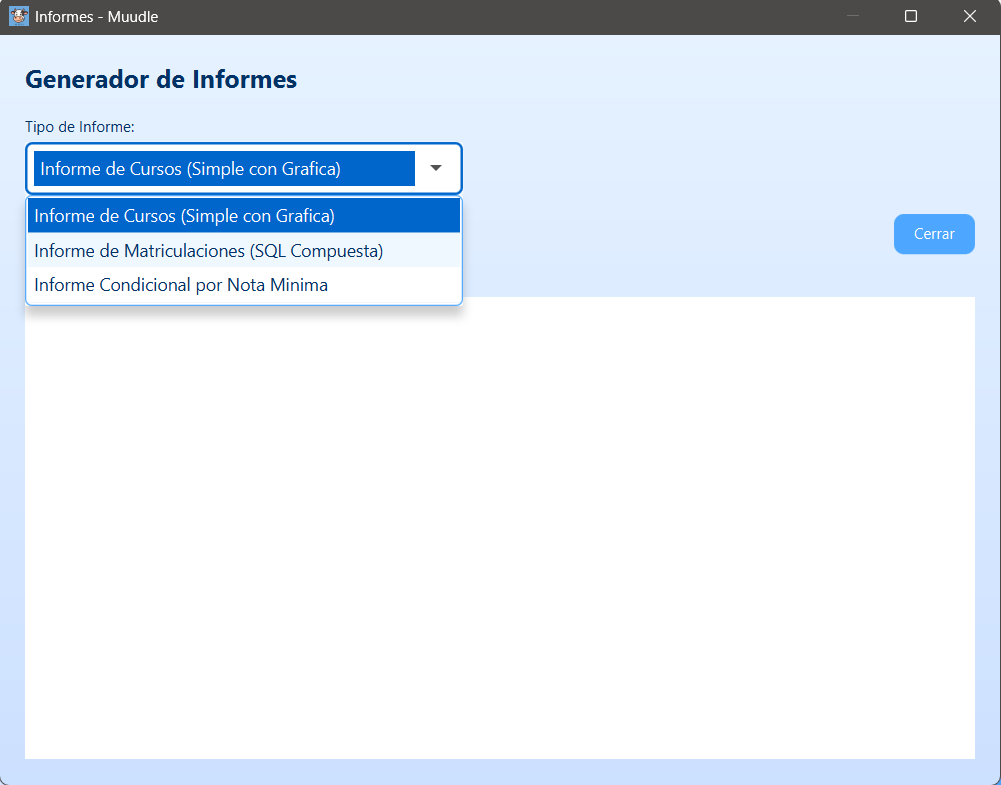 Informes - Muudle
Generador de Informes
Tipo de Informe:
Informe de Cursos (Simple con Grafica)
Informe de Cursos (Simple con Grafica)
Informe de Matriculaciones (SQL Compuesta)
Informe Condicional por Nota Minima
Cerrar